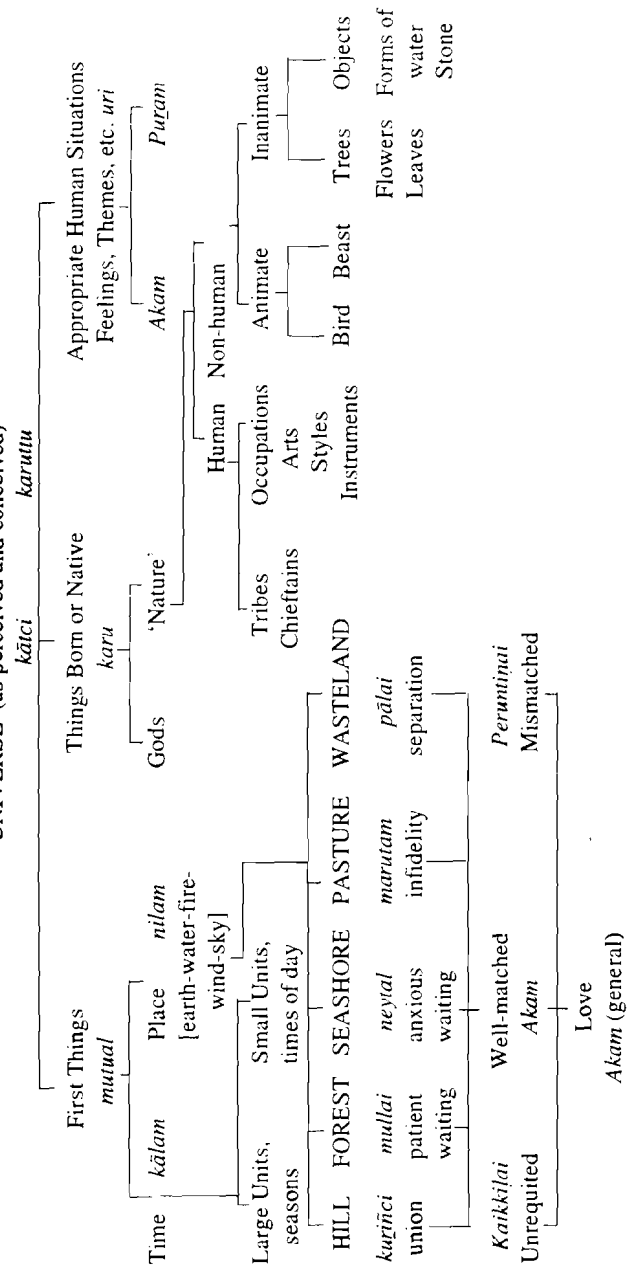 UNIVERSE (as perceived and conceived)
kātci karuttu
First Things Things Born or Native Appropriate Human Situations
mutual karu Feelings, Themes, etc. uri
Time kālam Place nilam Gods 'Nature' Akam Puṟam
[earth-water-fire-
wind-sky]
Human Non-human
Large Units, Small Units, Tribes Occupations Animate Inanimate
seasons times of day Chieftains Arts
Styles
Instruments
HILL FOREST SEASHORE PASTURE WASTELAND Bird Beast Trees Objects
kuṟiñci mullai neytal marutam pālai Flowers Forms of
union patient anxious infidelity separation Leaves water
waiting waiting Stone
Kaikkiḷai Well-matched Peruntiṇai
Unrequited Akam Mismatched
Love
Akam (general)